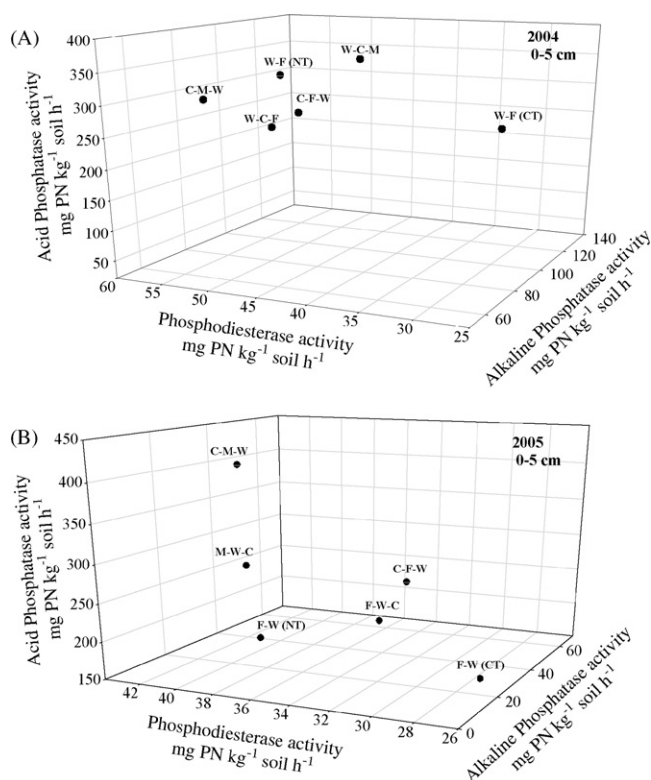 (A)
2004
0-5 cm
Acid Phosphatase activity
mg PN kg-1 soil h-1
400
350
300
250
200
150
100
50
W-C-M
W-F (NT)
C-M-W
C-F-W
W-C-F
W-F (CT)
60
55
50
45
40
35
30
25
Phosphodiesterase activity
mg PN kg-1 soil h-1
60
80
100
120
140
Alkaline Phosphatase activity
mg PN kg-1 soil h-1
(B)
2005
0-5 cm
Acid Phosphatase activity
mg PN kg-1 soil h-1
450
400
350
300
250
200
150
C-M-W
M-W-C
C-F-W
F-W-C
F-W (NT)
F-W (CT)
42
40
38
36
34
32
30
28
26
Phosphodiesterase activity
mg PN kg-1 soil h-1
0
20
40
60
Alkaline Phosphatase activity
mg PN kg-1 soil h-1